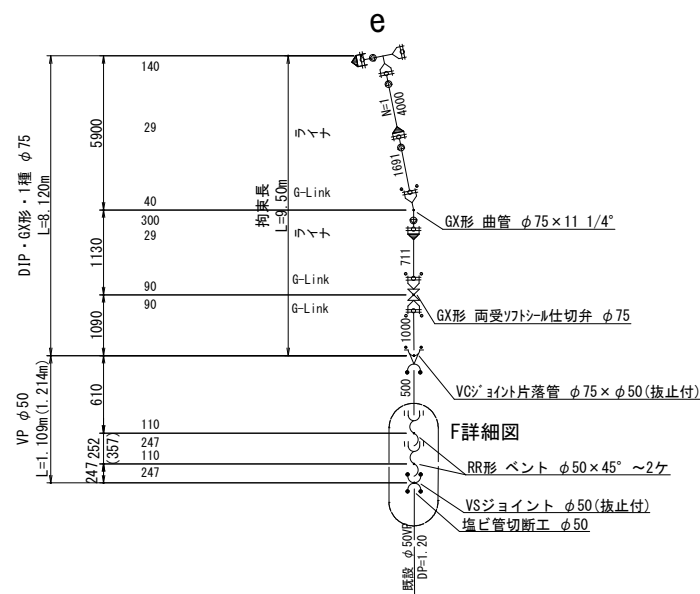 e
DIP・GX形・1種 φ75
L=8.120m
VP φ50
L=1.109m(1.214m)
5900
1130
1090
610
252
(357)
247
140
29
40
300
29
90
90
110
247
110
247
拘束長
L=9.50m
ライナ
G-Link
ライナ
G-Link
G-Link
N=1
4000
1691
711
1000
500
GX形 曲管 φ75×11 1/4°
GX形 両受ソフトシール仕切弁 φ75
VCジョイント片落管 φ75×φ50(抜止付)
F詳細図
RR形 ベント φ50×45° ～2ケ
VSジョイント φ50(抜止付)
塩ビ管切断工 φ50
既設 φ50VP
DP=1.20